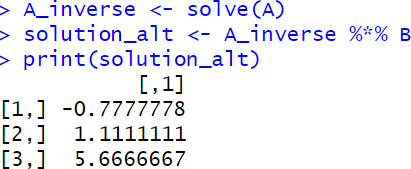 > A_inverse <- solve(A)
> solution_alt <- A_inverse %*% B
> print(solution_alt)
           [,1]
[1,] -0.7777778
[2,]  1.1111111
[3,]  5.6666667